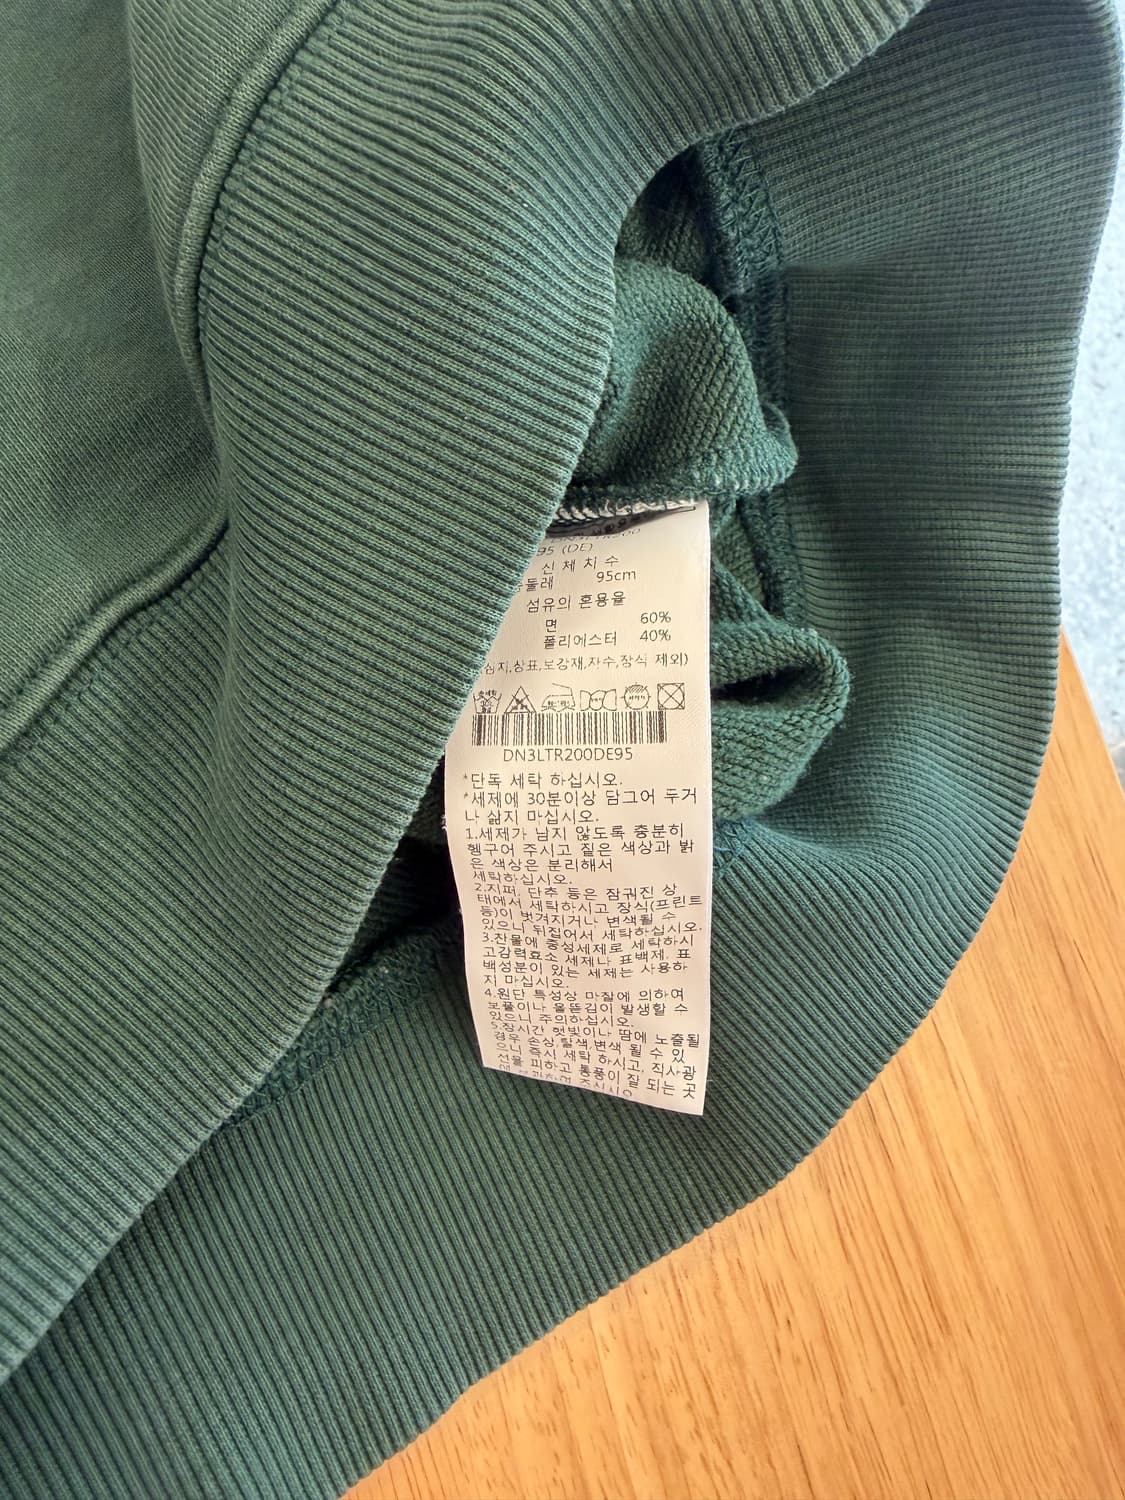 95 (DE)
신체치수
둘레 95cm
섬유의 혼용율
면 60%
폴리에스터 40%
심지,상표,보강재,자수,장식 제외)
DN3LTR200DE95
*단독 세탁 하십시오.
*세제에 30분이상 담그어 두거
나 삶지 마십시오.
1.세제가 남지 않도록 충분히
헹구어 주시고 짙은 색상과 밝
은 색상은 분리해서
세탁하십시오.
2.지퍼, 단추 등은 잠궈진 상
태에서 세탁하시고 장식(프린트
등)이 벗겨지거나 변색될 수
있으니 뒤집어서 세탁하십시오.
3.찬물에 중성세제로 세탁하시
고강력효소 세제나 표백제, 표
백성분이 있는 세제는 사용하
지 마십시오.
4.원단 특성상 마찰에 의하여
보풀이나 올뜯김이 발생할 수
있으니 주의하십시오.
5.장시간 햇빛이나 땀에 노출될
경우 손상,탈색,변색 될 수 있
으니 즉시 세탁 하시고, 직사광
선을 피하고 통풍이 잘 되는 곳
에 보관하여 주십시오